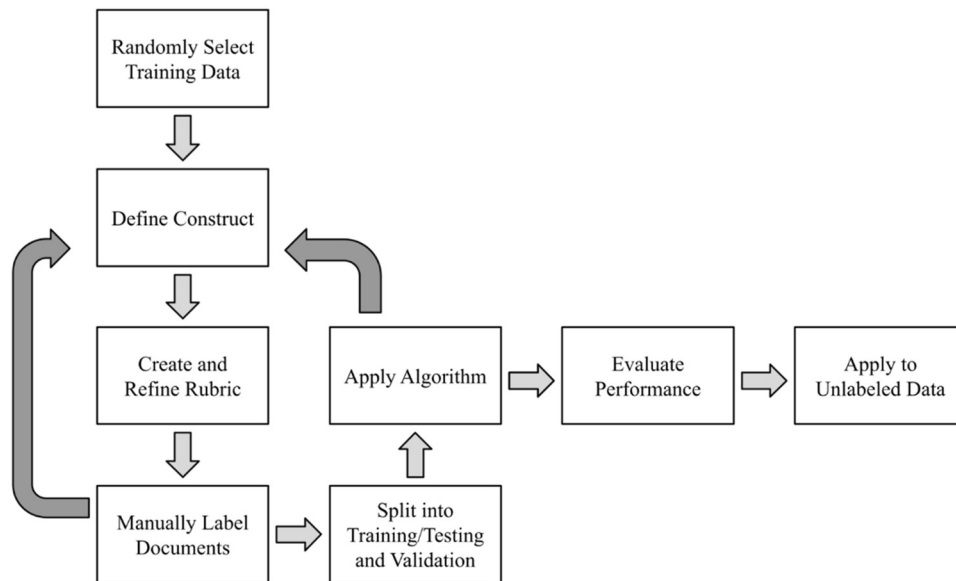 Randomly Select
Training Data
Define Construct
Create and
Refine Rubric
Manually Label
Documents
Split into
Training/Testing
and Validation
Apply Algorithm
Evaluate
Performance
Apply to
Unlabeled Data